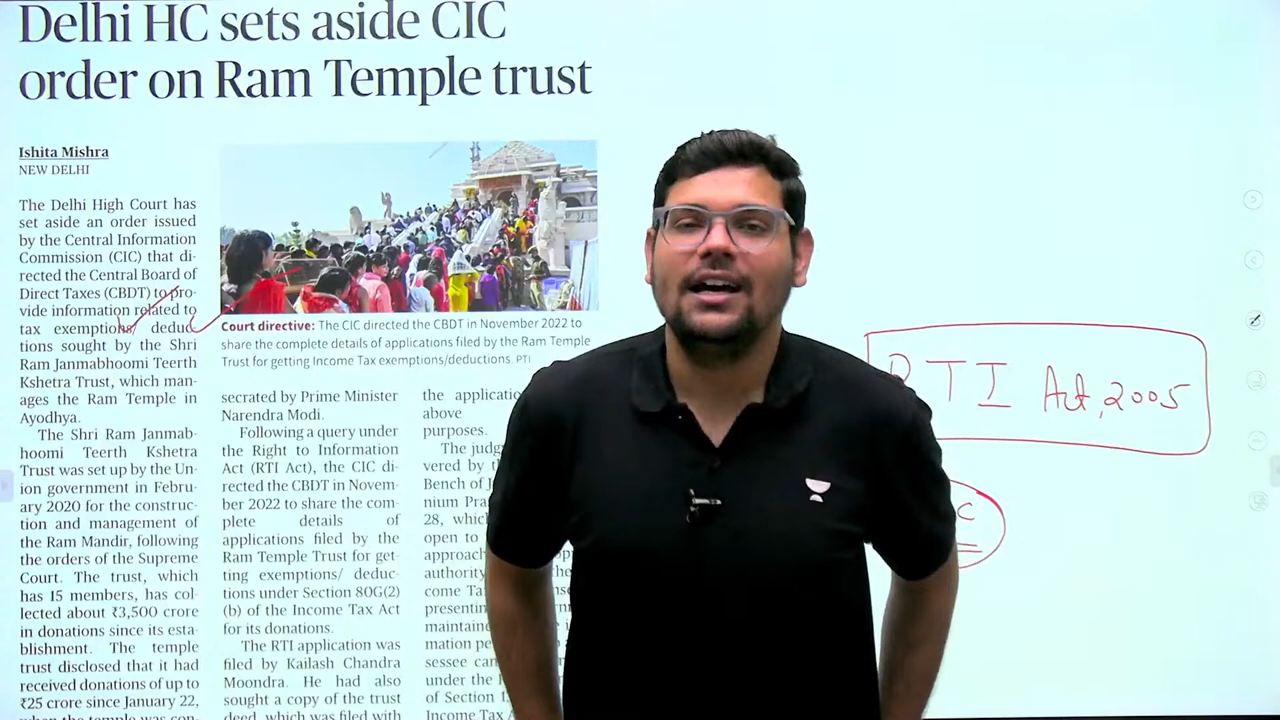 Delhi HC sets aside CIC
order on Ram Temple trust
Ishita Mishra
NEW DELHI
The Delhi High Court has
set aside an order issued
by the Central Information
Commission (CIC) that di-
rected the Central Board of
Direct Taxes (CBDT) to pro-
vide information related to
tax exemptions/ deduc-
tions sought by the Shri
Ram Janmabhoomi Teerth
Kshetra Trust, which man-
ages the Ram Temple in
Ayodhya.
The Shri Ram Janmab-
hoomi Teerth Kshetra
Trust was set up by the Un-
ion government in Febru-
ary 2020 for the construc-
tion and management of
the Ram Mandir, following
the orders of the Supreme
Court. The trust, which
has 15 members, has col-
lected about ₹3,500 crore
in donations since its esta-
blishment. The temple
trust disclosed that it had
received donations of up to
₹25 crore since January 22,
when the temple was con-
Court directive: The CIC directed the CBDT in November 2022 to
share the complete details of applications filed by the Ram Temple
Trust for getting Income Tax exemptions/deductions. PTI
secrated by Prime Minister
Narendra Modi.
Following a query under
the Right to Information
Act (RTI Act), the CIC di-
rected the CBDT in Novem-
ber 2022 to share the com-
plete details of
applications filed by the
Ram Temple Trust for get-
ting exemptions/ deduc-
tions under Section 80G(2)
(b) of the Income Tax Act
for its donations.
The RTI application was
filed by Kailash Chandra
Moondra. He had also
sought a copy of the trust
deed, which was filed with
the
above
purposes.
The
Bench of
28,
open to
authority
come
under the
of Section
Income Tax
RTI Act, 2005